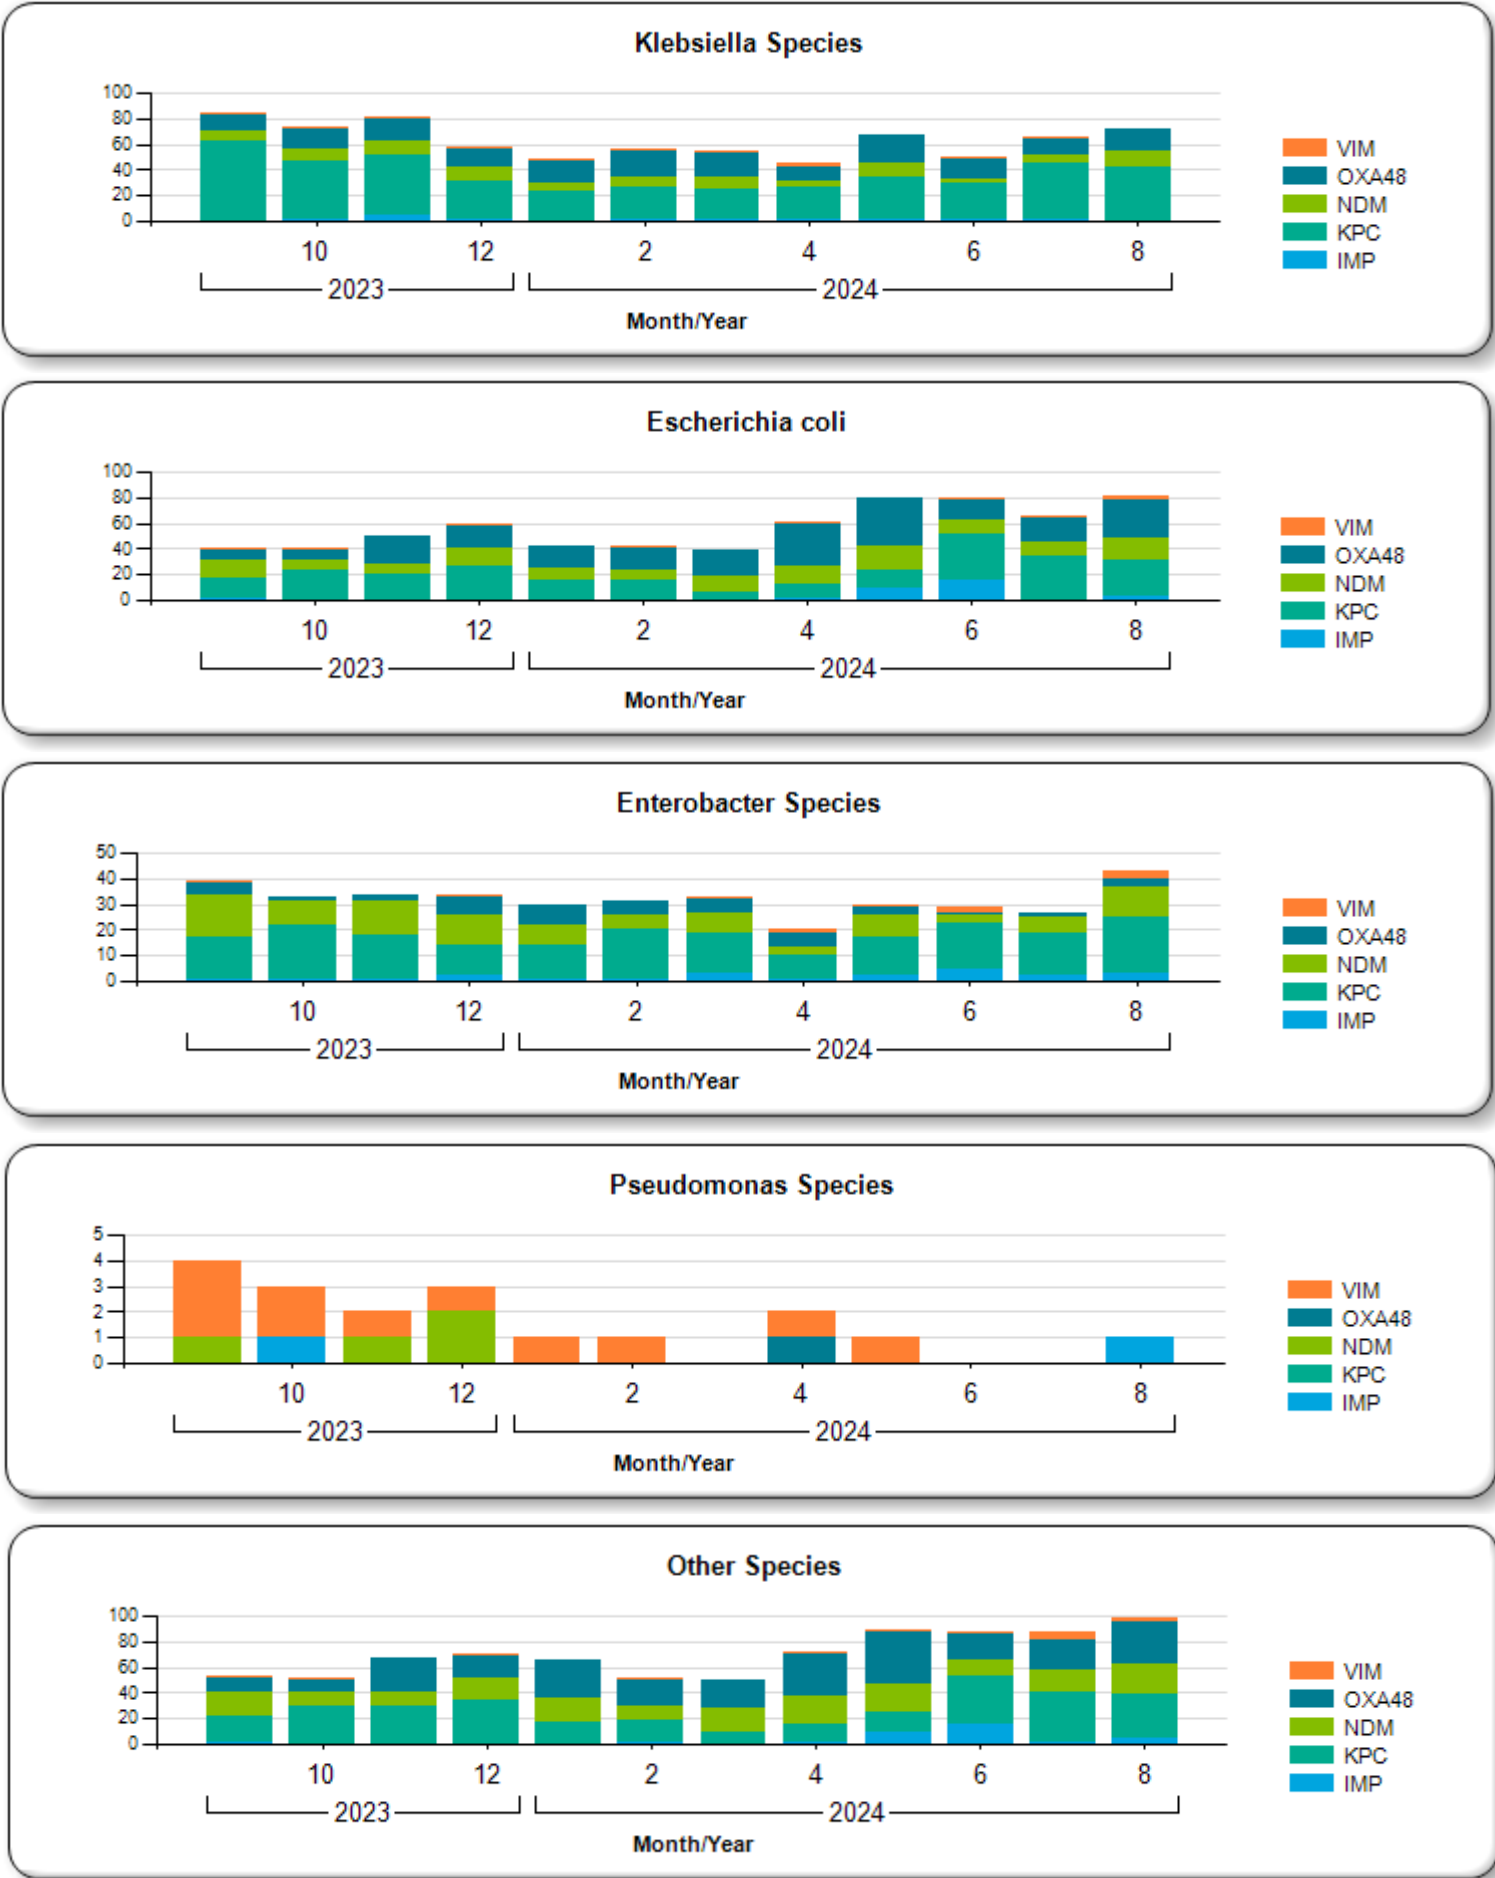 Klebsiella Species
100
80
60
40
20
0
10 12 2 4 6 8
2023 2024
Month/Year
VIM
OXA48
NDM
KPC
IMP
Escherichia coli
100
80
60
40
20
0
10 12 2 4 6 8
2023 2024
Month/Year
VIM
OXA48
NDM
KPC
IMP
Enterobacter Species
50
40
30
20
10
0
10 12 2 4 6 8
2023 2024
Month/Year
VIM
OXA48
NDM
KPC
IMP
Pseudomonas Species
5
4
3
2
1
0
10 12 2 4 6 8
2023 2024
Month/Year
VIM
OXA48
NDM
KPC
IMP
Other Species
100
80
60
40
20
0
10 12 2 4 6 8
2023 2024
Month/Year
VIM
OXA48
NDM
KPC
IMP